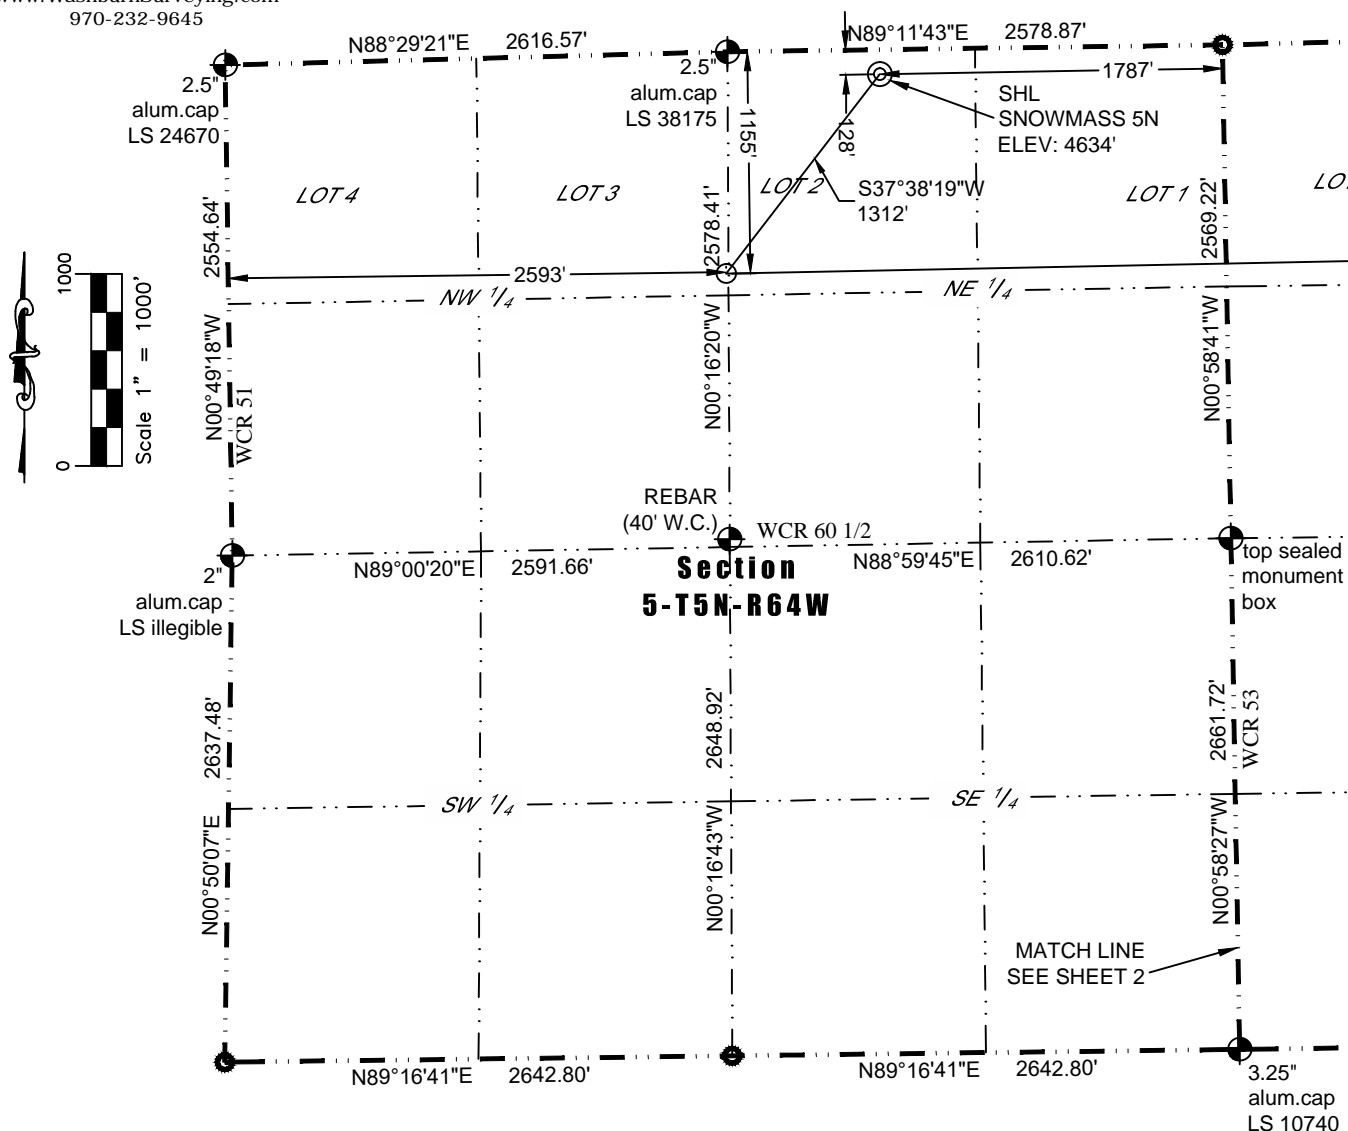 www.washburnsurveying.com
970-232-9645
N88°29'21"E 2616.57'
N89°11'43"E 2578.87'
2.5"
alum.cap
LS 24670
2.5"
alum.cap
LS 38175
1787'
SHL
SNOWMASS 5N
ELEV: 4634'
1155'
128'
S37°38'19"W
1312'
LOT 4
LOT 3
LOT 2
LOT 1
2554.64'
2578.41'
2569.22'
2593'
NW 1/4
NE 1/4
1000
0
Scale 1" = 1000'
N00°49'18"W
WCR 51
N00°16'20"W
N00°58'41"W
REBAR
(40' W.C.)
WCR 60 1/2
N89°00'20"E 2591.66'
N88°59'45"E 2610.62'
Section
5-T5N-R64W
2"
alum.cap
LS illegible
top sealed
monument
box
2637.48'
2648.92'
2661.72'
WCR 53
SW 1/4
SE 1/4
N00°50'07"E
N00°16'43"W
N00°58'27"W
MATCH LINE
SEE SHEET 2
N89°16'41"E 2642.80'
N89°16'41"E 2642.80'
3.25"
alum.cap
LS 10740